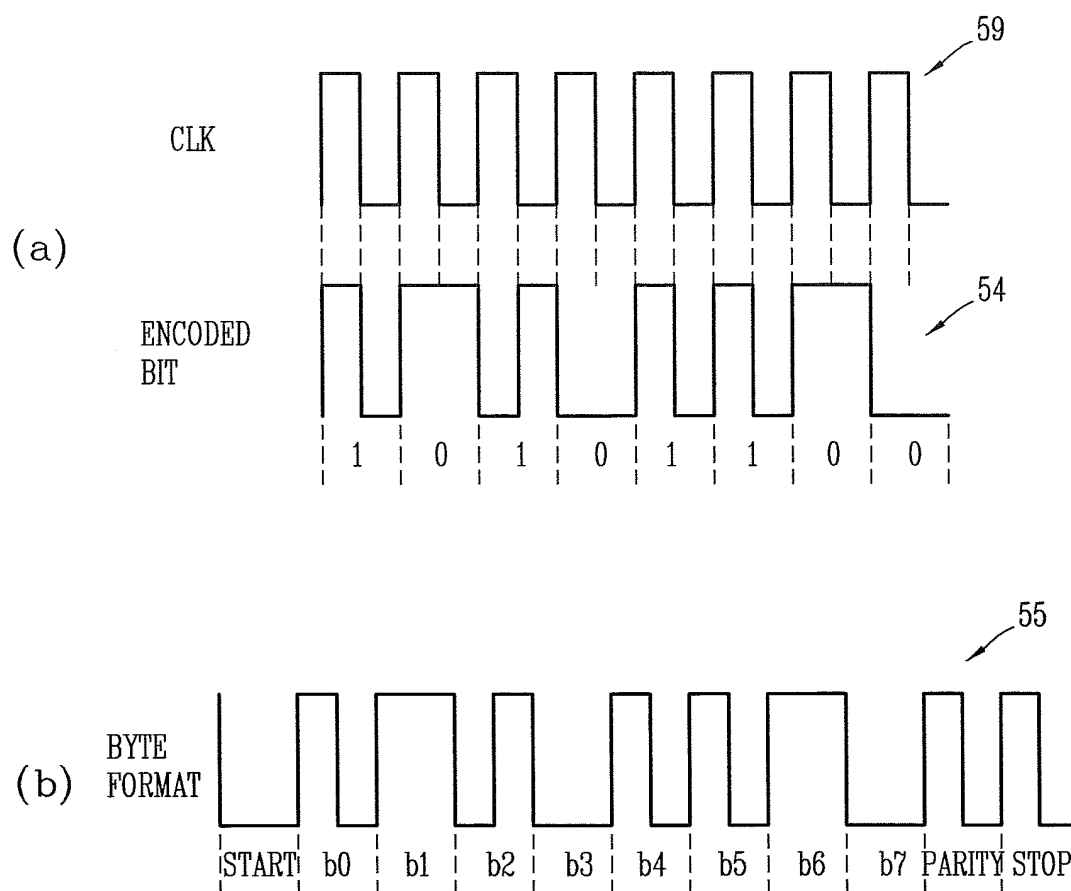 59
CLK
(a)
54
ENCODED
BIT
1 0 1 0 1 1 0 0
55
BYTE
FORMAT
(b)
START b0 b1 b2 b3 b4 b5 b6 b7 PARITY STOP